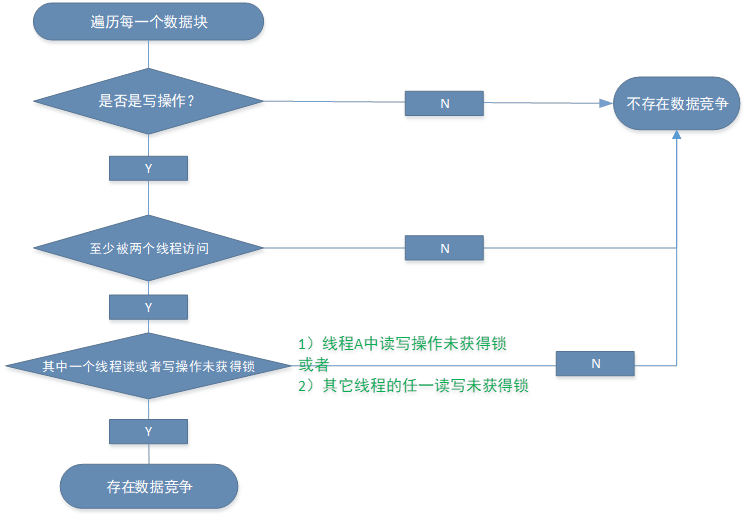 遍历每一个数据块
是否是写操作?
N
不存在数据竞争
Y
至少被两个线程访问
N
Y
其中一个线程读或者写操作未获得锁
1）线程A中读写操作未获得锁
或者
2）其它线程的任一读写未获得锁
N
Y
存在数据竞争